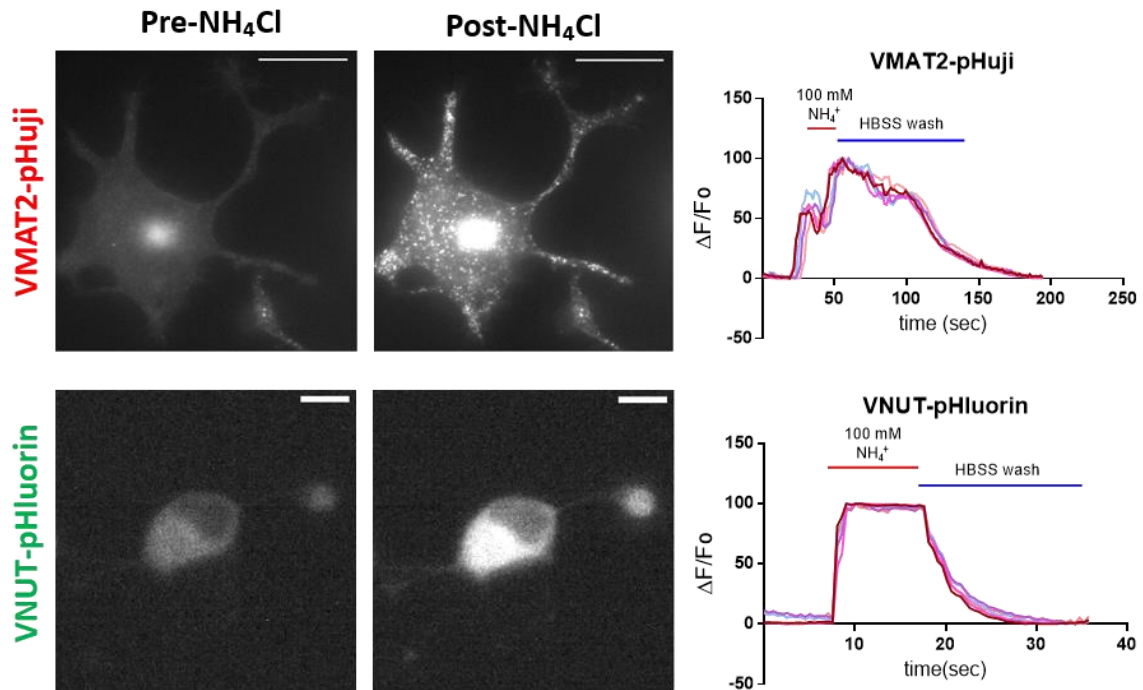 Pre-NH₄Cl
Post-NH₄Cl
VMAT2-pHuji
VMAT2-pHuji
150
100
50
0
-50
ΔF/Fo
100 mM
NH₄⁺
HBSS wash
50
100
150
200
250
time (sec)
VNUT-pHluorin
VNUT-pHluorin
150
100
50
0
-50
ΔF/Fo
100 mM
NH₄⁺
HBSS wash
10
20
30
40
time(sec)